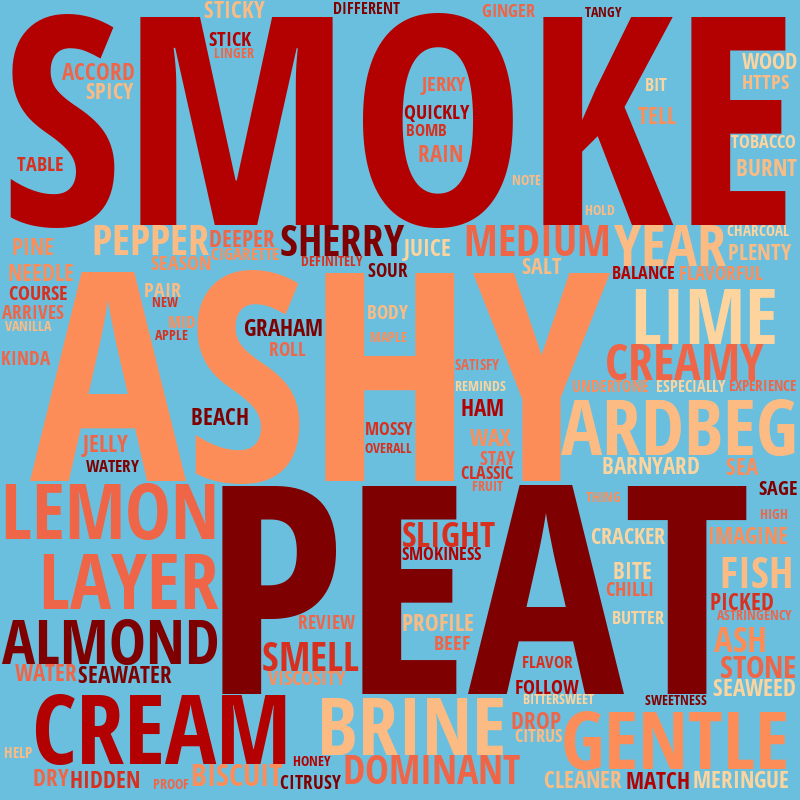 STICKY
DIFFERENT
GINGER
TANGY
SMOKE
STICK
LINGER
ACCORD
SPICY
JERKY
QUICKLY
BOMB
RAIN
BIT
TELL
WOOD
HTTPS
TOBACCO
BURNT
TABLE
NOTE
HOLD
PINE
PEPPER
DEEPER
CIGARETTE
SEASON
SHERRY
DEFINITELY
JUICE
SOUR
MEDIUM
SALT
YEAR
CHARCOAL
PLENTY
BALANCE
FLAVORFUL
NEEDLE
COURSE
ARRIVES
VANILLA
KINDA
PAIR
NEW
MID
APPLE
ASHY
GRAHAM
ROLL
BODY
MAPLE
LIME
CREAMY
SATISFY
REMINDS
UNDERTONE
ESPECIALLY
EXPERIENCE
HAM
BEACH
MOSSY
OVERALL
WAX
STAY
CLASSIC
FRUIT
ARDBEG
BARNYARD
SEA
JELLY
WATERY
LEMON
PEAT
THING
SAGE
HIGH
SLIGHT
SMOKINESS
CRACKER
IMAGINE
LAYER
BITE
CHILLI
FISH
PICKED
ASTRINGENCY
BUTTER
REVIEW
PROFILE
BEEF
ALMOND
SMELL
VISCOSITY
FLAVOR
FOLLOW
BITTERSWEET
ASH
STONE
SEAWEED
SWEETNESS
WATER
SEAWATER
CREAM
BRINE
DROP
CITRUS
GENTLE
HELP
DRY
HIDDEN
PROOF
BISCUIT
HONEY
CITRUSY
DOMINANT
CLEANER
MATCH
MERINGUE